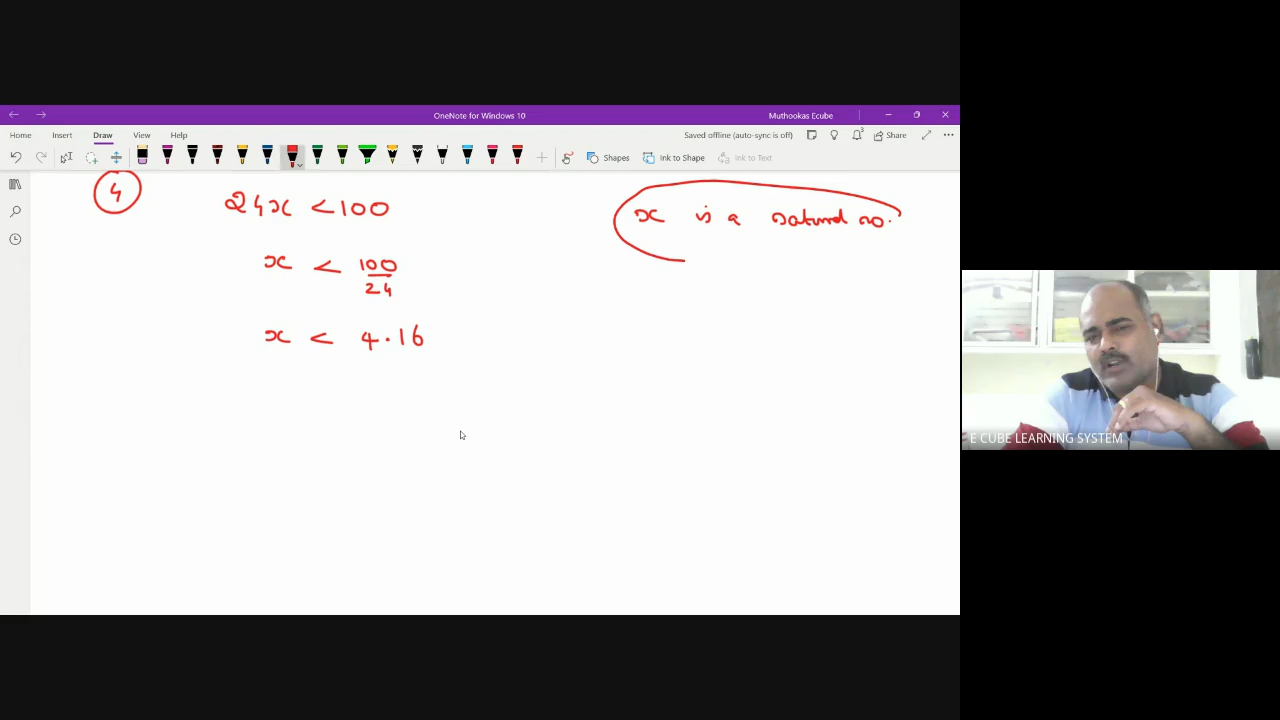 OneNote for Windows 10
Muthookas Ecube
Home Insert Draw View Help
Saved offline (auto-sync is off)
3
Share
Shapes
Ink to Shape
Ink to Text
4
24x < 100
x is a natural no.
x < 100/24
x < 4.16
E CUBE LEARNING SYSTEM